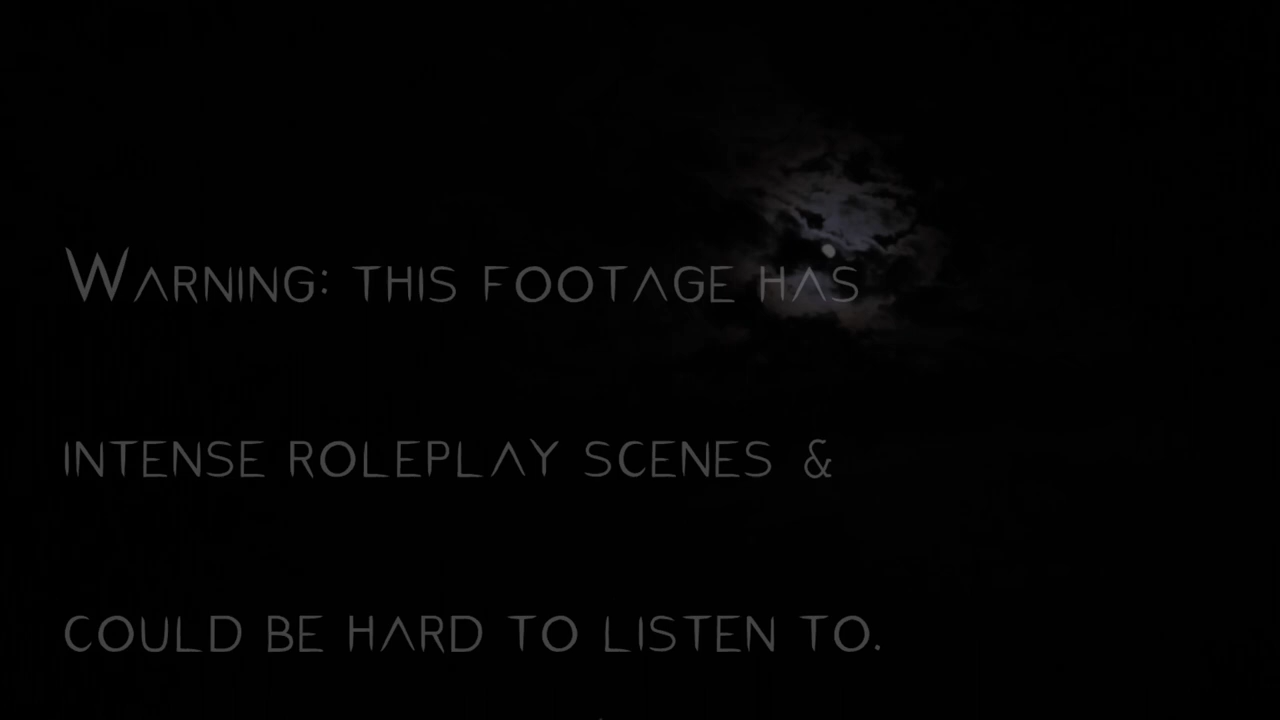 Warning: this footage has
intense roleplay scenes &
could be hard to listen to.